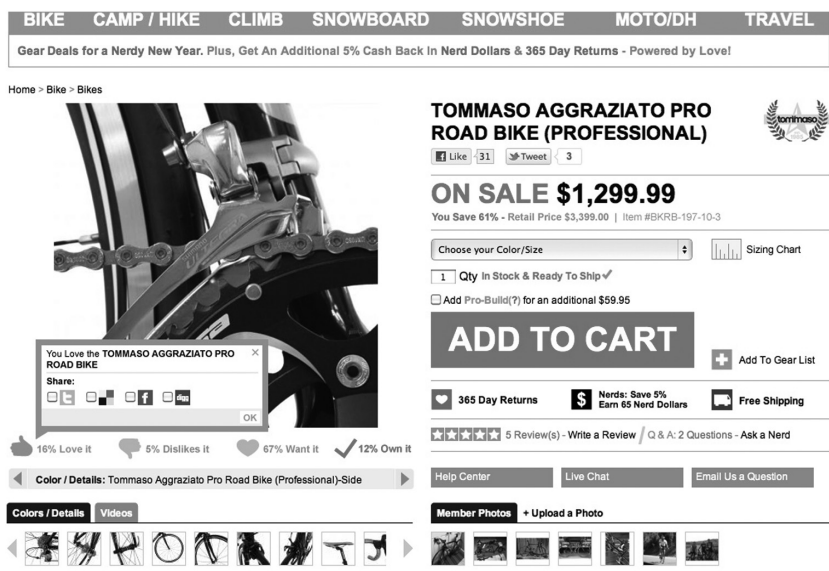 BIKE CAMP / HIKE CLIMB SNOWBOARD SNOWSHOE MOTO/DH TRAVEL
Gear Deals for a Nerdy New Year. Plus, Get An Additional 5% Cash Back In Nerd Dollars & 365 Day Returns - Powered by Love!
Home > Bike > Bikes
TOMMASO AGGRAZIATO PRO
ROAD BIKE (PROFESSIONAL)
tommaso
Like 31 Tweet 3
ON SALE $1,299.99
You Save 61% - Retail Price $3,399.00 | Item #BKRB-197-10-3
Choose your Color/Size
Sizing Chart
1 Qty In Stock & Ready To Ship
Add Pro-Build(?) for an additional $59.95
ADD TO CART
Add To Gear List
365 Day Returns
$ Nerds: Save 5%
Earn 65 Nerd Dollars
Free Shipping
5 Review(s) - Write a Review / Q & A: 2 Questions - Ask a Nerd
Help Center
Live Chat
Email Us a Question
Member Photos + Upload a Photo
You Love the TOMMASO AGGRAZIATO PRO
ROAD BIKE
Share:
t
f
digg
OK
16% Love it 5% Dislikes it 67% Want it 12% Own it
Color / Details: Tommaso Aggraziato Pro Road Bike (Professional)-Side
Colors / Details Videos